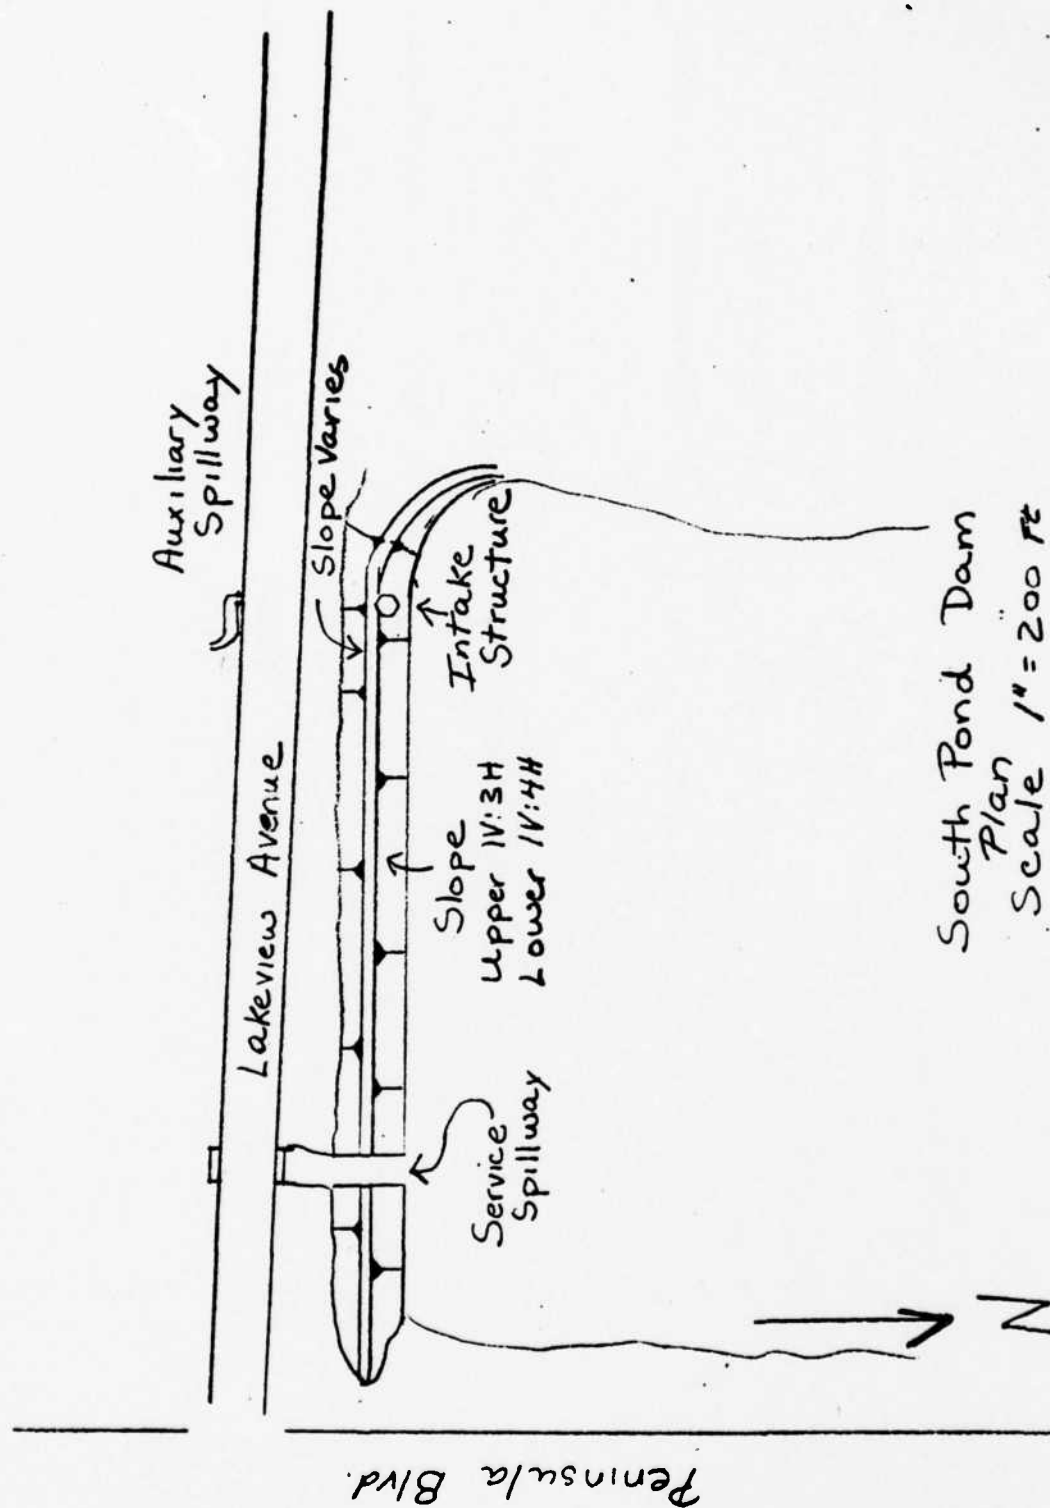 Auxiliary
Spillway
Lakeview Avenue
Slope Varies
Intake
Structure
Slope
Upper 1V:3H
Lower 1V:4H
Service
Spillway
Peninsula Blvd.
N
South Pond Dam
Plan
Scale 1" = 200 Ft